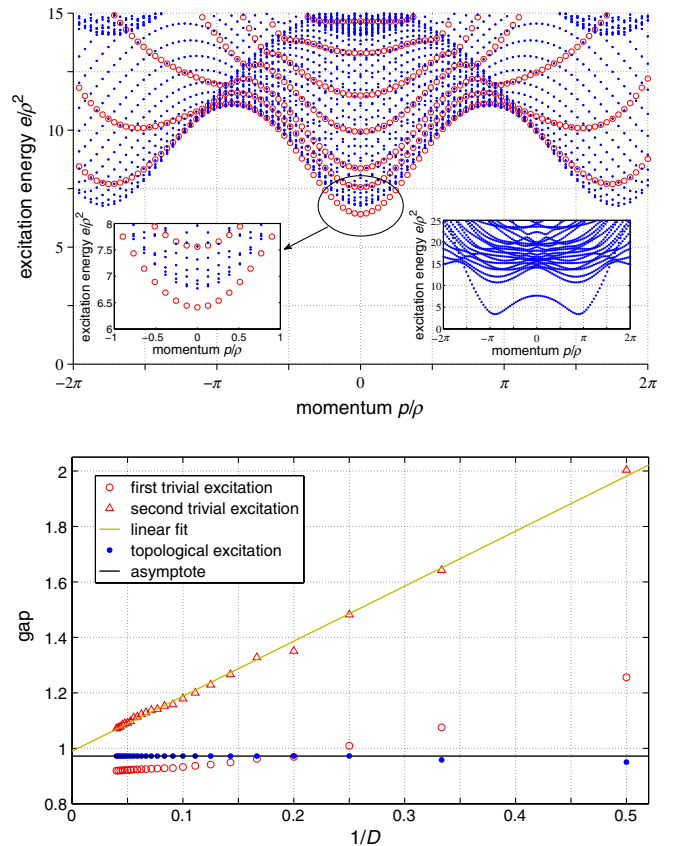 15
10
5
0
excitation energy e/ρ²
8
7.5
7
6.5
6
excitation energy e/ρ²
−1
−0.5
0
0.5
1
momentum p/ρ
25
20
15
10
5
0
excitation energy e/ρ²
−2π
−π
0
π
2π
momentum p/ρ
−2π
−π
0
π
2π
momentum p/ρ
2
1.8
1.6
1.4
1.2
1
0.8
gap
first trivial excitation
second trivial excitation
linear fit
topological excitation
asymptote
0
0.1
0.2
0.3
0.4
0.5
1/D